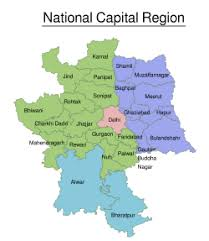 National Capital Region
Karnal
Shamli
Jind
Panipat
Muzaffarnagar
Sonipat
Baghpat
Rohtak
Meerut
Bhiwani
Delhi
Ghaziabad
Hapur
Charkhi Dadri
Jhajjar
Gurgaon
Bulandshahr
Mahendragarh
Rewari
Faridabad
Gautam
Buddha
Nagar
Nuh
Palwal
Alwar
Bharatpur